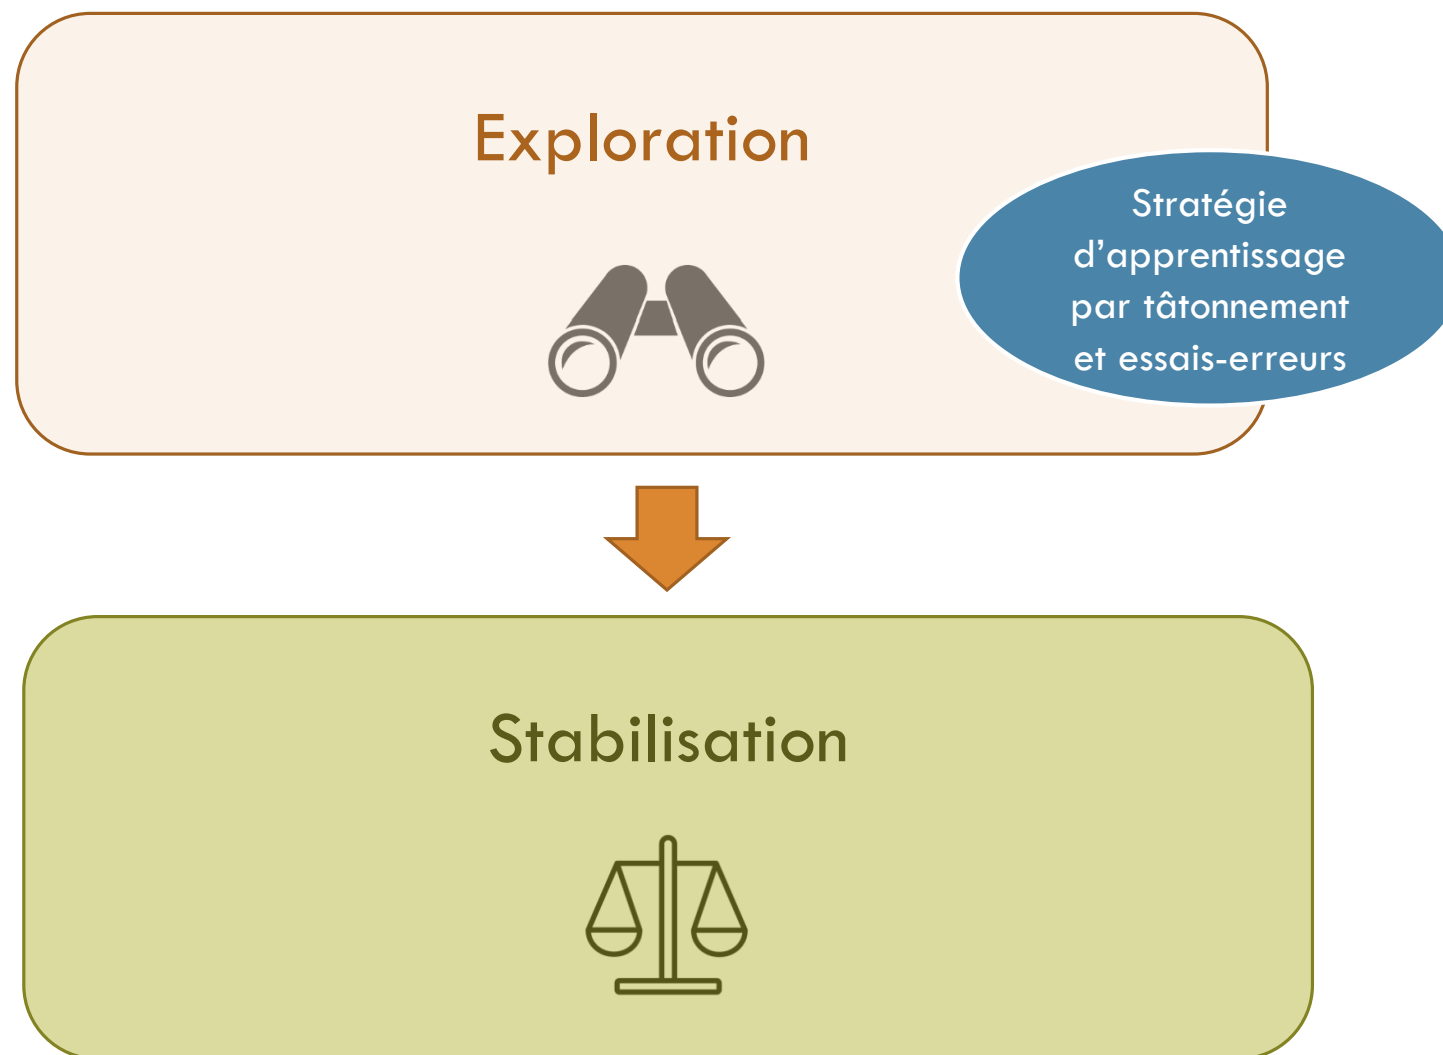 Exploration
Stratégie
d’apprentissage
par tâtonnement
et essais-erreurs
Stabilisation